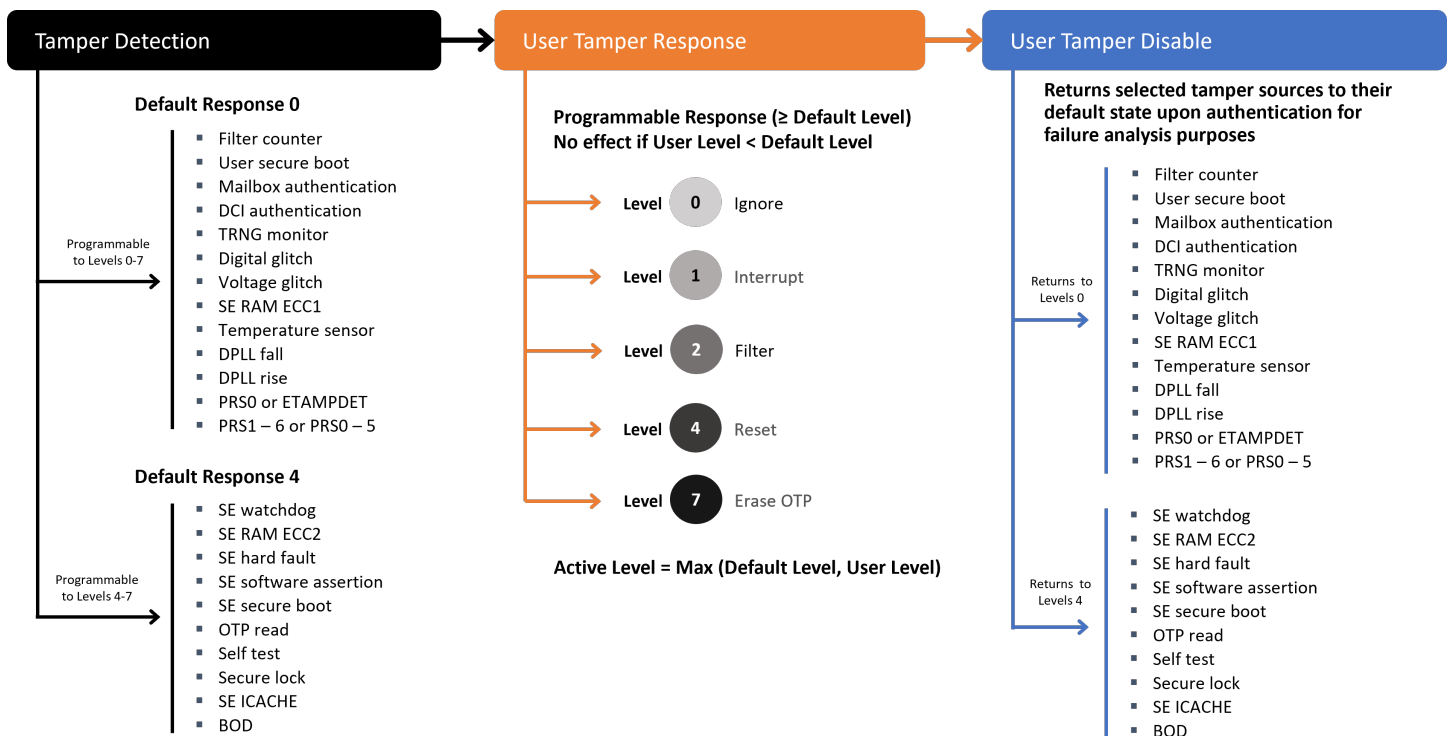 Tamper Detection
Default Response 0
Programmable
to Levels 0-7
Filter counter
User secure boot
Mailbox authentication
DCI authentication
TRNG monitor
Digital glitch
Voltage glitch
SE RAM ECC1
Temperature sensor
DPLL fall
DPLL rise
PRS0 or ETAMPDET
PRS1 – 6 or PRS0 – 5
Default Response 4
Programmable
to Levels 4-7
SE watchdog
SE RAM ECC2
SE hard fault
SE software assertion
SE secure boot
OTP read
Self test
Secure lock
SE ICACHE
BOD
User Tamper Response
Programmable Response (≥ Default Level)
No effect if User Level < Default Level
Level 0 Ignore
Level 1 Interrupt
Level 2 Filter
Level 4 Reset
Level 7 Erase OTP
Active Level = Max (Default Level, User Level)
User Tamper Disable
Returns selected tamper sources to their
default state upon authentication for
failure analysis purposes
Returns to
Levels 0
Filter counter
User secure boot
Mailbox authentication
DCI authentication
TRNG monitor
Digital glitch
Voltage glitch
SE RAM ECC1
Temperature sensor
DPLL fall
DPLL rise
PRS0 or ETAMPDET
PRS1 – 6 or PRS0 – 5
Returns to
Levels 4
SE watchdog
SE RAM ECC2
SE hard fault
SE software assertion
SE secure boot
OTP read
Self test
Secure lock
SE ICACHE
BOD